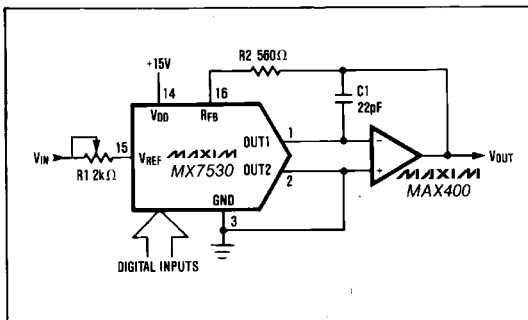 +15V
R2 560Ω
14
16
C1
22pF
VDD
RFB
VIN
R1 2kΩ
15
VREF
OUT1
1
MAXIM
MX7530
OUT2
2
GND
3
−
+
VOUT
MAXIM
MAX400
DIGITAL INPUTS